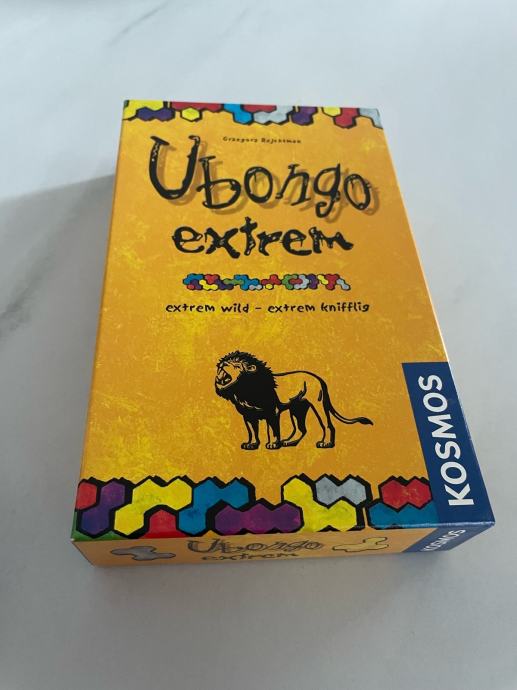 Grzegorz Rejchtman
Ubongo
extrem
extrem wild – extrem knifflig
KOSMOS
Ubongo
extrem
KOSMOS